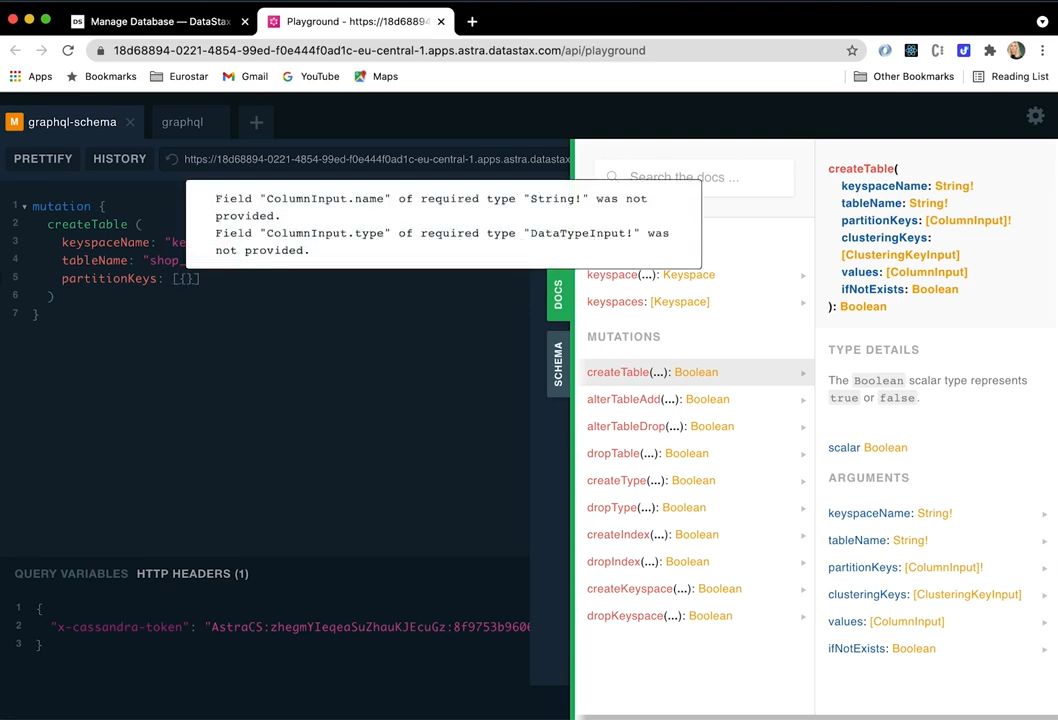 DS Manage Database — DataStax
Playground - https://18d68894
18d68894-0221-4854-99ed-f0e444f0ad1c-eu-central-1.apps.astra.datastax.com/api/playground
Apps
Bookmarks
Eurostar
Gmail
YouTube
Maps
Other Bookmarks
Reading List
M graphql-schema
graphql
PRETTIFY
HISTORY
https://18d68894-0221-4854-99ed-f0e444f0ad1c-eu-central-1.apps.astra.datastax
1 mutation {
2 createTable (
3 keyspaceName: "ke
4 tableName: "shop_
5 partitionKeys: [{}]
6 )
7 }
Field "ColumnInput.name" of required type "String!" was not
provided.
Field "ColumnInput.type" of required type "DataTypeInput!" was
not provided.
QUERY VARIABLES
HTTP HEADERS (1)
1 {
2 "x-cassandra-token": "AstraCS:zhegmYIeqeaSuZhauKJEcuGz:8f9753b9606
3 }
DOCS
SCHEMA
Search the docs ...
keyspace(...): Keyspace
keyspaces: [Keyspace]
MUTATIONS
createTable(...): Boolean
alterTableAdd(...): Boolean
alterTableDrop(...): Boolean
dropTable(...): Boolean
createType(...): Boolean
dropType(...): Boolean
createIndex(...): Boolean
dropIndex(...): Boolean
createKeyspace(...): Boolean
dropKeyspace(...): Boolean
createTable(
keyspaceName: String!
tableName: String!
partitionKeys: [ColumnInput]!
clusteringKeys:
[ClusteringKeyInput]
values: [ColumnInput]
ifNotExists: Boolean
): Boolean
TYPE DETAILS
The Boolean scalar type represents
true or false.
scalar Boolean
ARGUMENTS
keyspaceName: String!
tableName: String!
partitionKeys: [ColumnInput]!
clusteringKeys: [ClusteringKeyInput]
values: [ColumnInput]
ifNotExists: Boolean